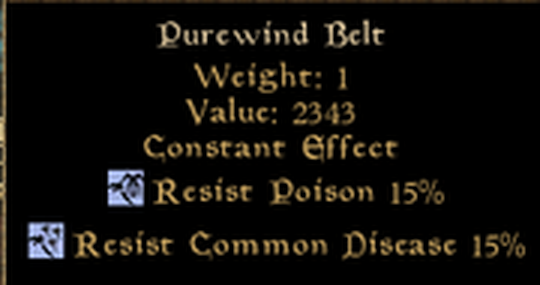 Purewind Belt
Weight: 1
Value: 2343
Constant Effect
Resist Poison 15%
Resist Common Disease 15%